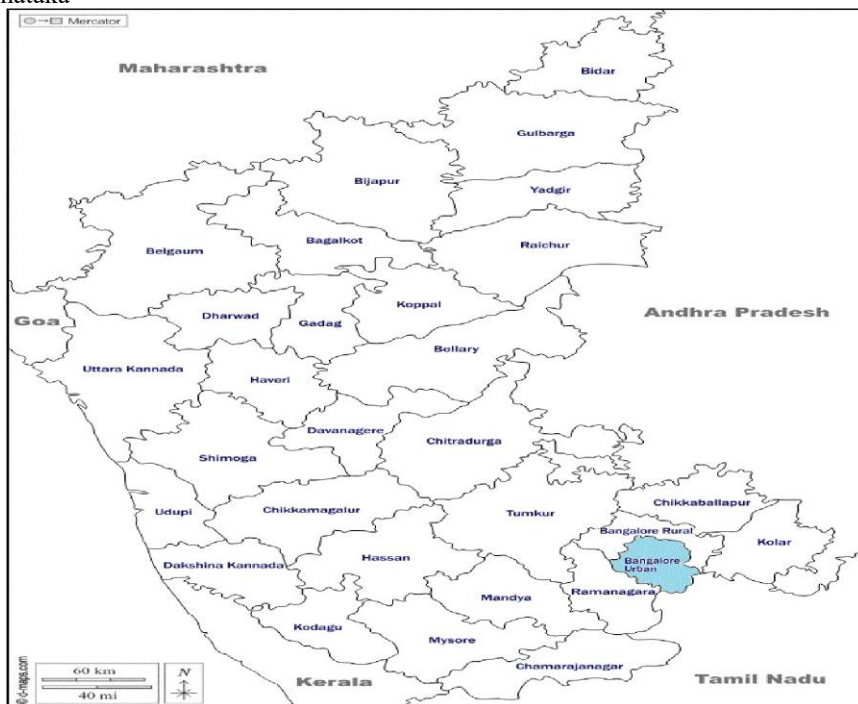 Mercator
Maharashtra
Bidar
Gulbarga
Bijapur
Yadgir
Belgaum
Bagalkot
Raichur
Goa
Dharwad
Gadag
Koppal
Andhra Pradesh
Uttara Kannada
Haveri
Bellary
Davanagere
Chitradurga
Shimoga
Udupi
Chikkamagalur
Tumkur
Chikkaballapur
Bangalore Rural
Kolar
Dakshina Kannada
Hassan
Bangalore
Urban
Ramanagara
Mandya
Kodagu
Mysore
Chamarajanagar
60 km
40 mi
N
Kerala
Tamil Nadu
© d-maps.com